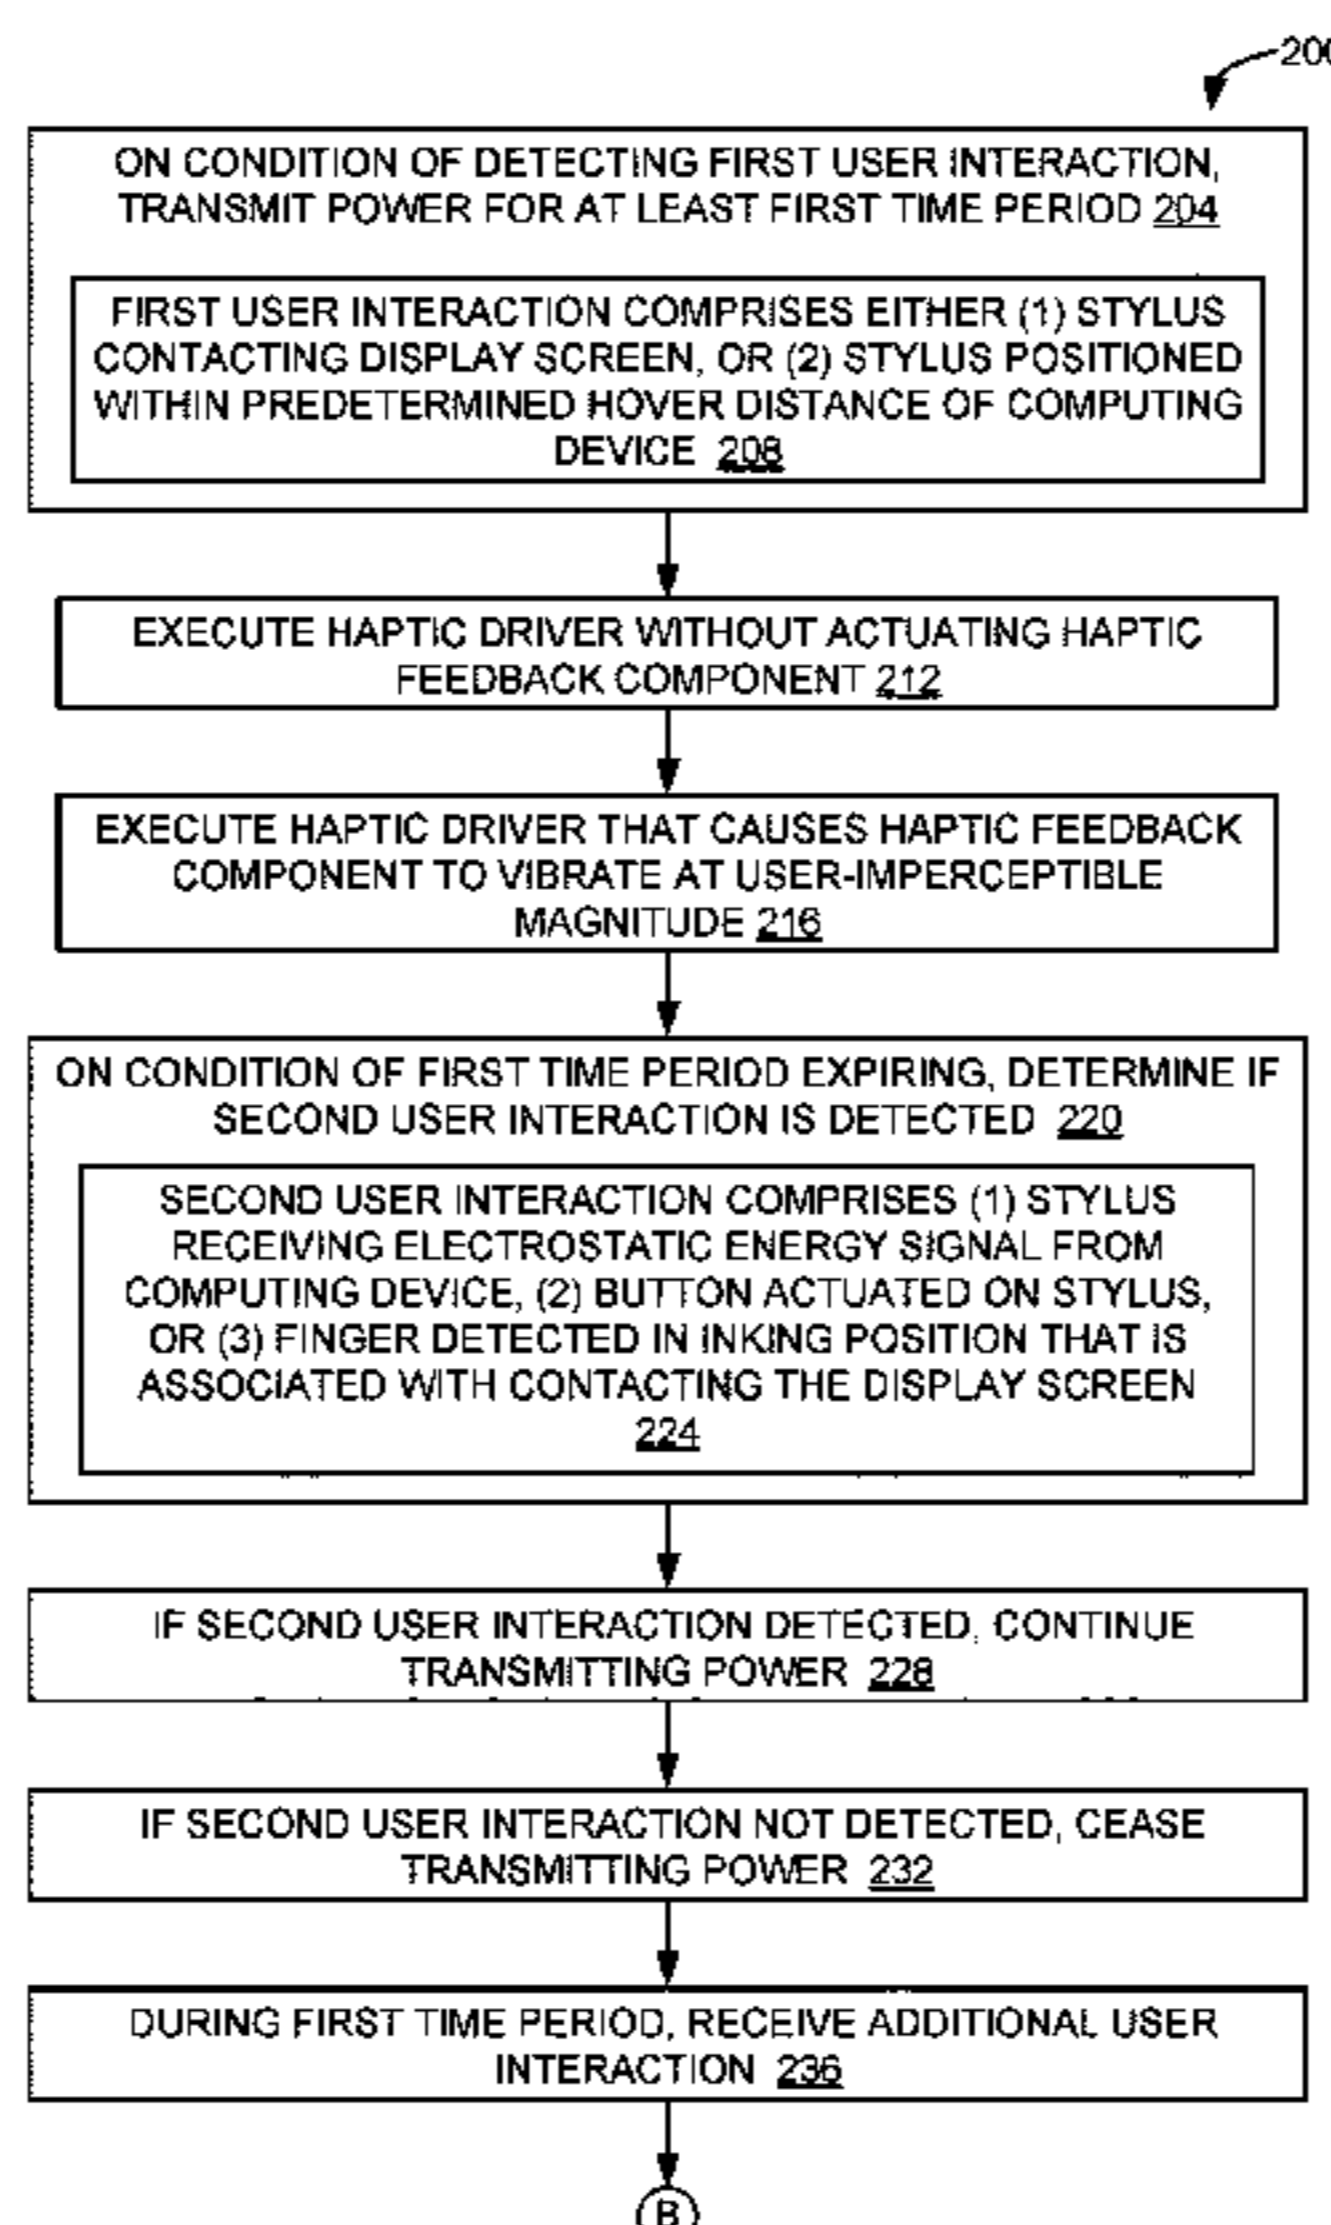 200
ON CONDITION OF DETECTING FIRST USER INTERACTION,
TRANSMIT POWER FOR AT LEAST FIRST TIME PERIOD 204
FIRST USER INTERACTION COMPRISES EITHER (1) STYLUS
CONTACTING DISPLAY SCREEN, OR (2) STYLUS POSITIONED
WITHIN PREDETERMINED HOVER DISTANCE OF COMPUTING
DEVICE 208
EXECUTE HAPTIC DRIVER WITHOUT ACTUATING HAPTIC
FEEDBACK COMPONENT 212
EXECUTE HAPTIC DRIVER THAT CAUSES HAPTIC FEEDBACK
COMPONENT TO VIBRATE AT USER-IMPERCEPTIBLE
MAGNITUDE 216
ON CONDITION OF FIRST TIME PERIOD EXPIRING, DETERMINE IF
SECOND USER INTERACTION IS DETECTED 220
SECOND USER INTERACTION COMPRISES (1) STYLUS
RECEIVING ELECTROSTATIC ENERGY SIGNAL FROM
COMPUTING DEVICE, (2) BUTTON ACTUATED ON STYLUS,
OR (3) FINGER DETECTED IN INKING POSITION THAT IS
ASSOCIATED WITH CONTACTING THE DISPLAY SCREEN
224
IF SECOND USER INTERACTION DETECTED, CONTINUE
TRANSMITTING POWER 228
IF SECOND USER INTERACTION NOT DETECTED, CEASE
TRANSMITTING POWER 232
DURING FIRST TIME PERIOD, RECEIVE ADDITIONAL USER
INTERACTION 236
B